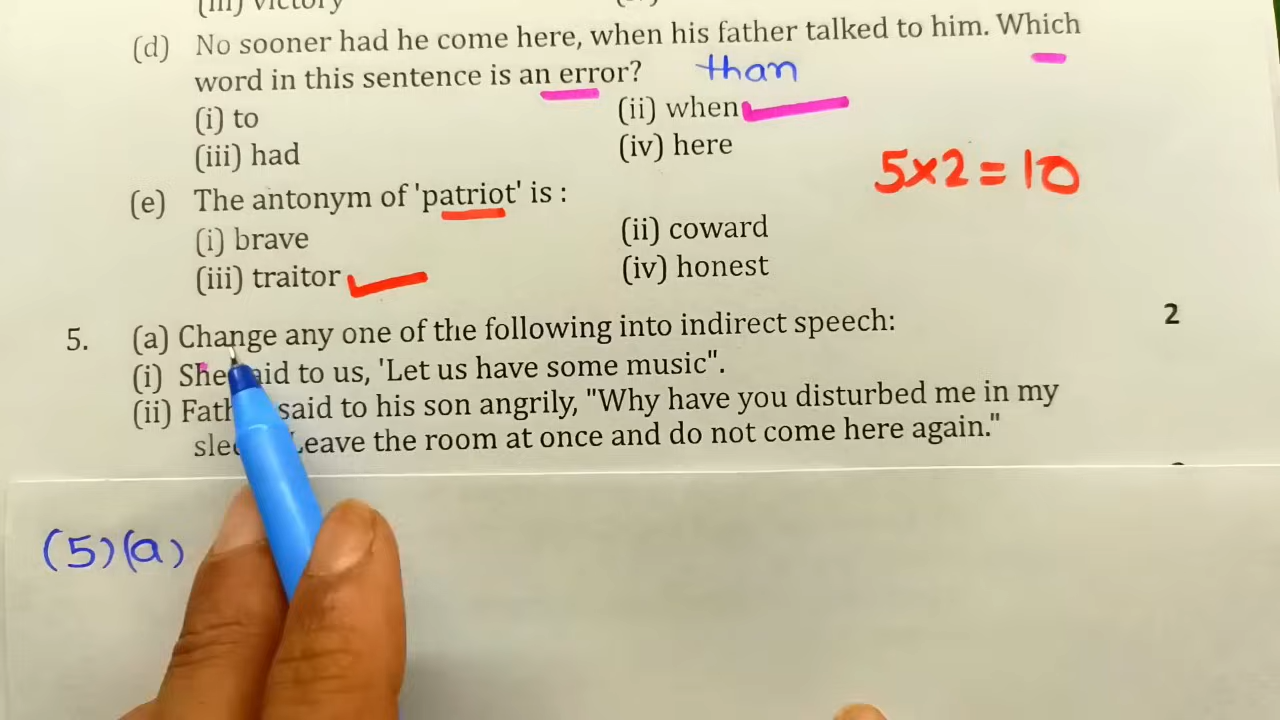 (iii) victory
(d) No sooner had he come here, when his father talked to him. Which
word in this sentence is an error? than
(i) to (ii) when
(iii) had (iv) here
5×2=10
(e) The antonym of 'patriot' is :
(i) brave (ii) coward
(iii) traitor (iv) honest
5. (a) Change any one of the following into indirect speech: 2
(i) She said to us, 'Let us have some music".
(ii) said to his son angrily, "Why have you disturbed me in my
Leave the room at once and do not come here again."
(5)(a)